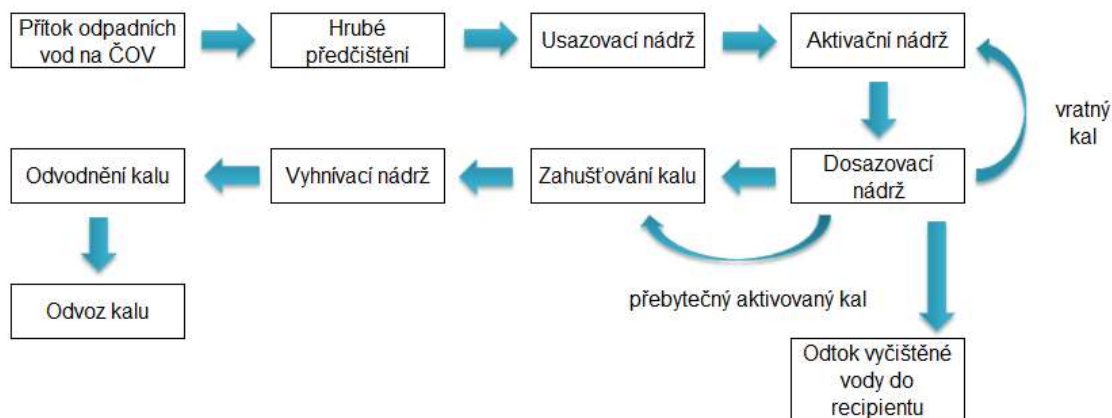 Přítok odpadních
vod na ČOV
Hrubé
předčištění
Usazovací nádrž
Aktivační nádrž
vratný
kal
Odvodnění kalu
Vyhnívací nádrž
Zahušťování kalu
Dosazovací
nádrž
přebytečný aktivovaný kal
Odvoz kalu
Odtok vyčištěné
vody do
recipientu